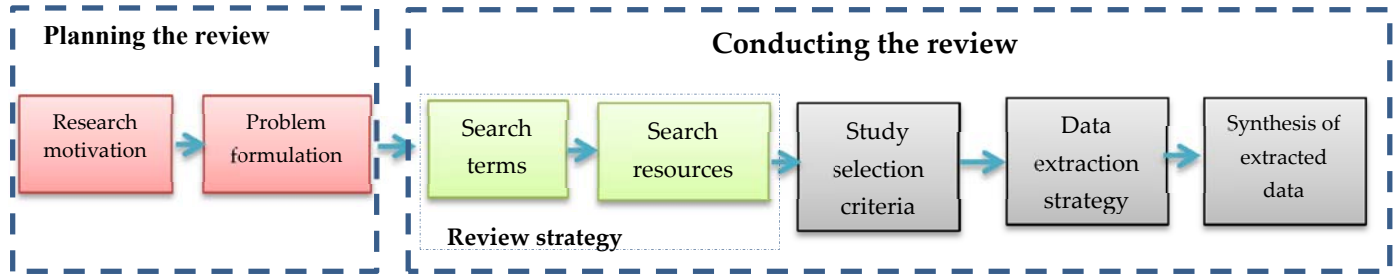 Planning the review
Conducting the review
Research
motivation
Problem
formulation
Search
terms
Search
resources
Review strategy
Study
selection
criteria
Data
extraction
strategy
Synthesis of
extracted
data